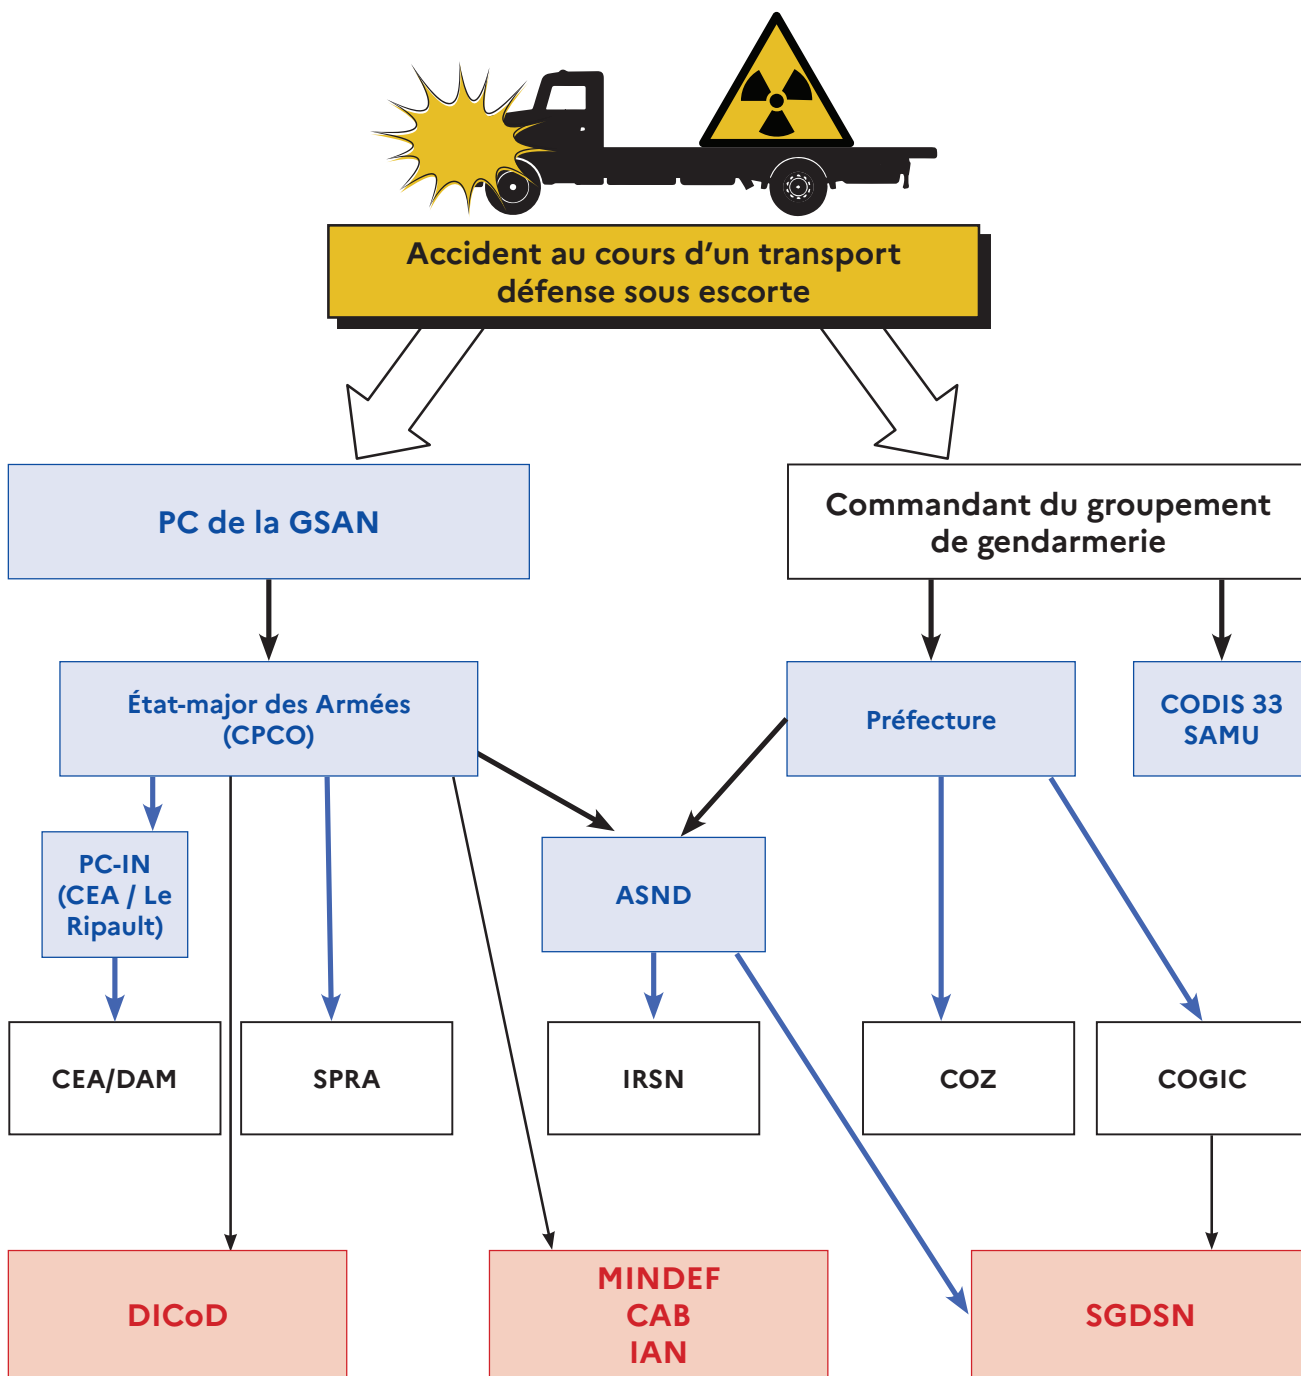 Accident au cours d’un transport
défense sous escorte
PC de la GSAN
Commandant du groupement
de gendarmerie
État-major des Armées
(CPCO)
Préfecture
CODIS 33
SAMU
PC-IN
(CEA / Le
Ripault)
ASND
CEA/DAM
SPRA
IRSN
COZ
COGIC
DICoD
MINDEF
CAB
IAN
SGDSN